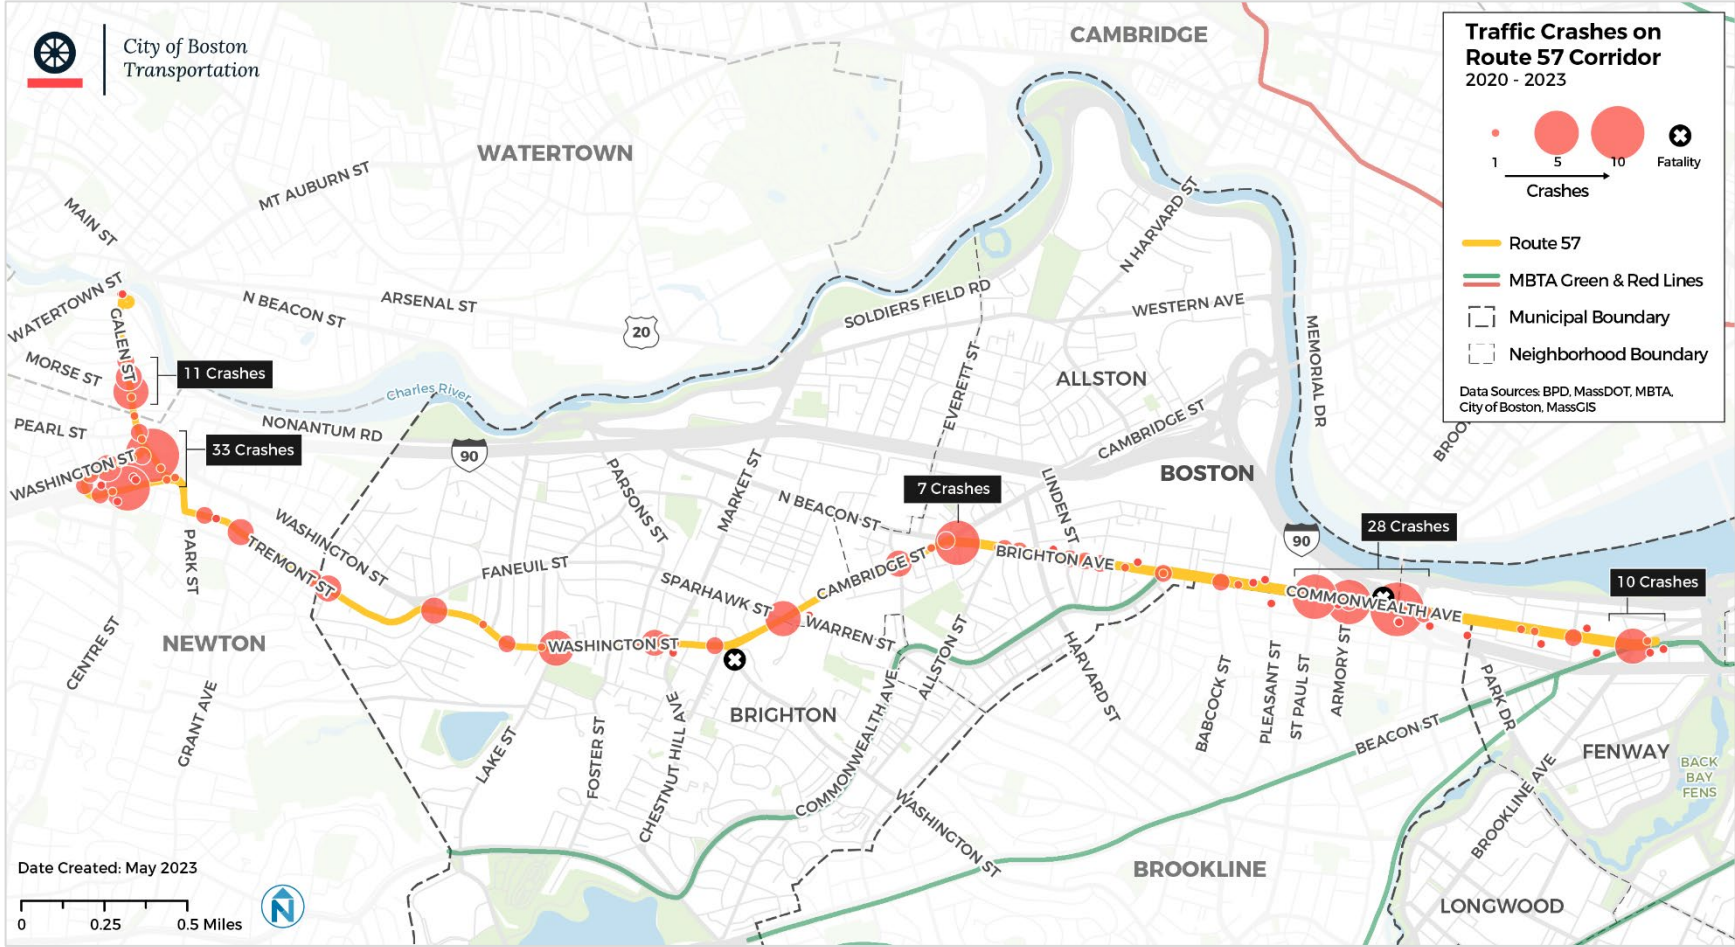 City of Boston
Transportation
Traffic Crashes on
Route 57 Corridor
2020 - 2023
1
5
10
Fatality
Crashes
Route 57
MBTA Green & Red Lines
Municipal Boundary
Neighborhood Boundary
Data Sources: BPD, MassDOT, MBTA,
City of Boston, MassGIS
CAMBRIDGE
WATERTOWN
MT AUBURN ST
MAIN ST
N HARVARD ST
WATERTOWN ST
N BEACON ST
ARSENAL ST
20
SOLDIERS FIELD RD
WESTERN AVE
MEMORIAL DR
GALEN ST
MORSE ST
11 Crashes
Charles River
EVERETT ST
ALLSTON
PEARL ST
NONANTUM RD
33 Crashes
90
CAMBRIDGE ST
BROO
WASHINGTON ST
PARSONS ST
MARKET ST
7 Crashes
LINDEN ST
BOSTON
N BEACON ST
28 Crashes
90
WASHINGTON ST
PARK ST
TREMONT ST
FANEUIL ST
SPARHAWK ST
CAMBRIDGE ST
BRIGHTON AVE
COMMONWEALTH AVE
10 Crashes
NEWTON
CENTRE ST
WASHINGTON ST
WARREN ST
ALLSTON ST
HARVARD ST
BABCOCK ST
PLEASANT ST
ST PAUL ST
ARMORY ST
PARK DR
GRANT AVE
LAKE ST
FOSTER ST
CHESTNUT HILL AVE
BRIGHTON
COMMONWEALTH AVE
BEACON ST
FENWAY
BACK
BAY
FENS
WASHINGTON ST
BROOKLINE AVE
BROOKLINE
LONGWOOD
Date Created: May 2023
0
0.25
0.5 Miles
N